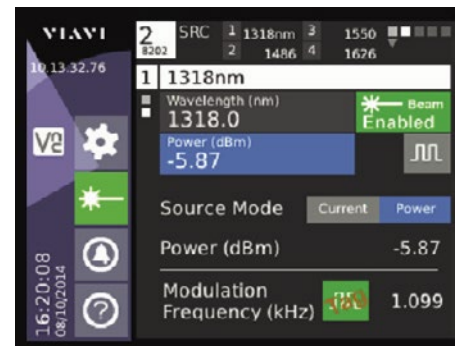 VIAVI
10.13.32.76
V2
16:20:08
08/10/2014
2
8202
SRC 1 1318nm 3 1550
2 1486 4 1626
1 1318nm
Wavelength (nm)
1318.0
Beam
Enabled
Power (dBm)
-5.87
Source Mode Current Power
Power (dBm) -5.87
Modulation
Frequency (kHz) 1.099